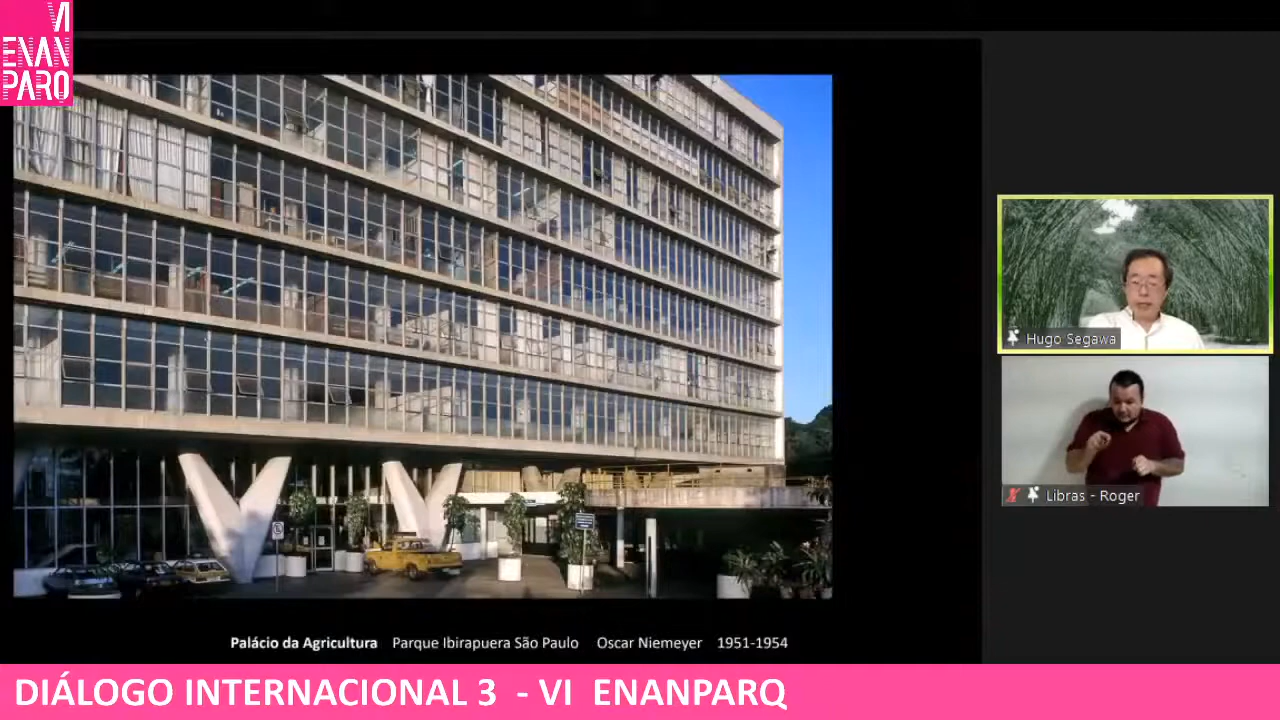 VI
ENAN
PARQ
Palácio da Agricultura Parque Ibirapuera São Paulo Oscar Niemeyer 1951-1954
Hugo Segawa
Libras - Roger
DIÁLOGO INTERNACIONAL 3 - VI ENANPARQ